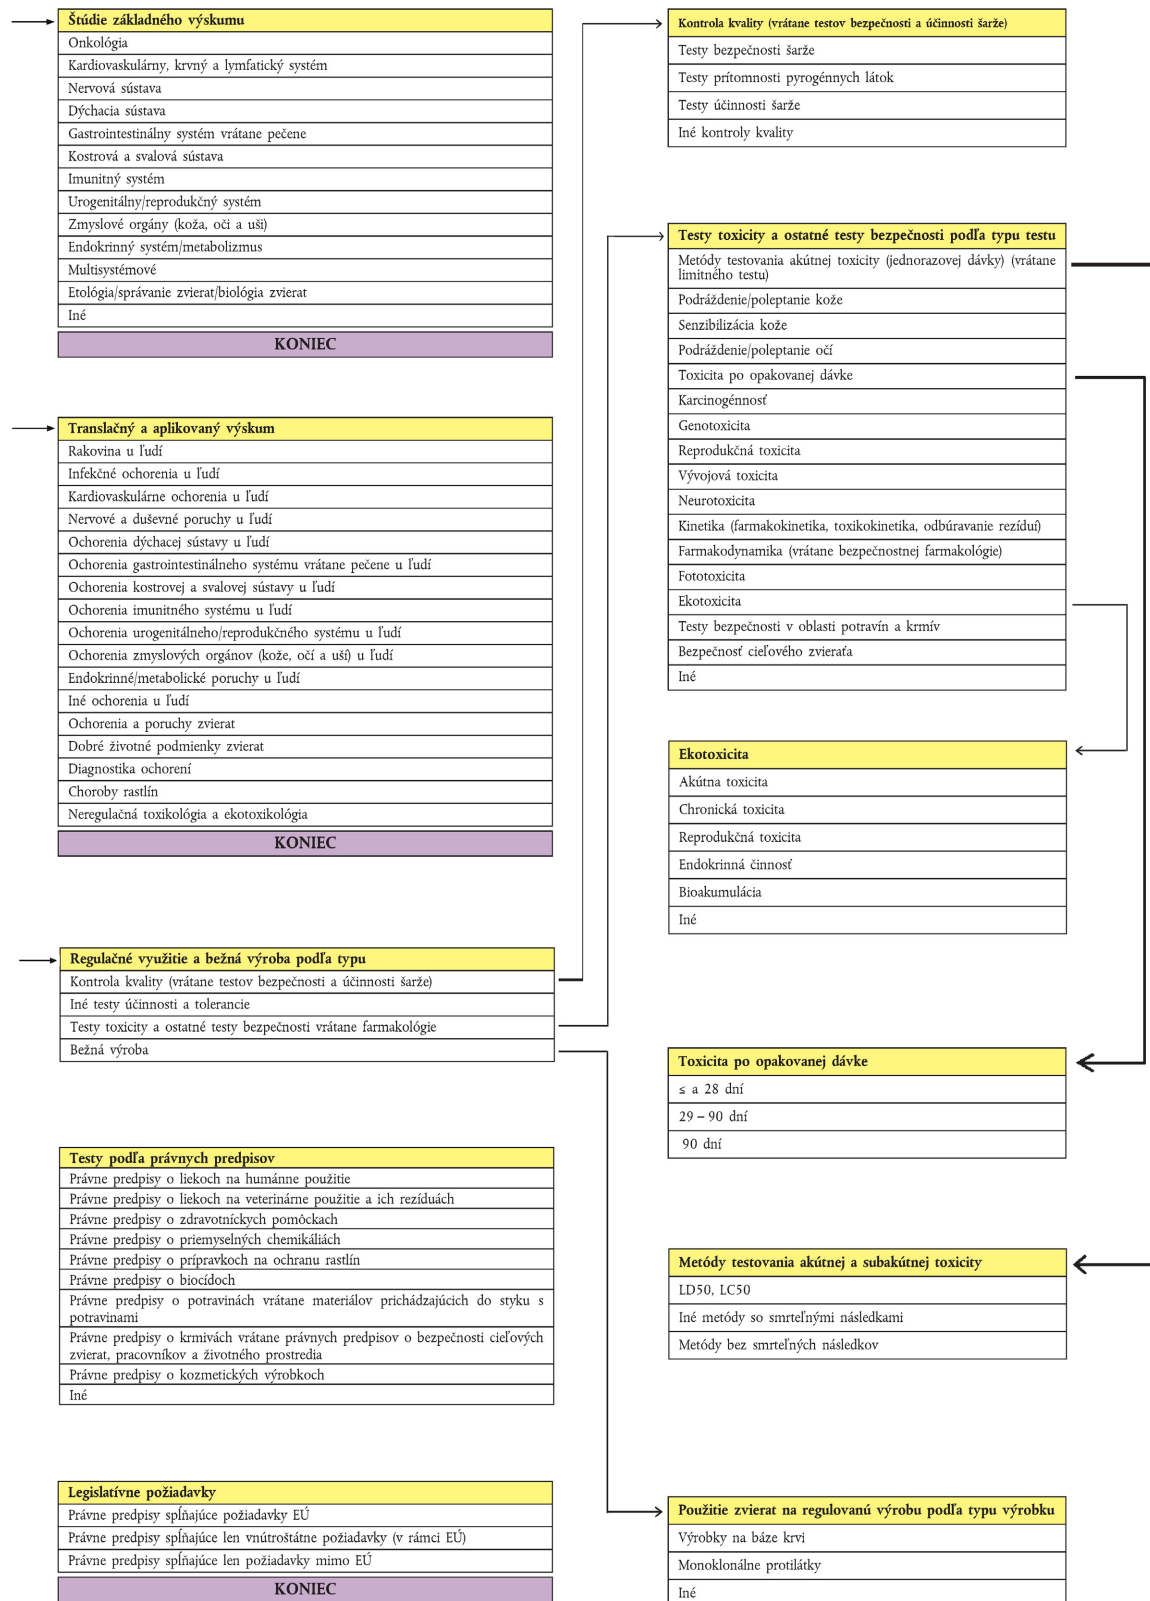 Štúdie základného výskumu
Onkológia
Kardiovaskulárny, krvný a lymfatický systém
Nervová sústava
Dýchacia sústava
Gastrointestinálny systém vrátane pečene
Kostrová a svalová sústava
Imunitný systém
Urogenitálny/reprodukčný systém
Zmyslové orgány (koža, oči a uši)
Endokrinný systém/metabolizmus
Multisystémové
Etológia/správanie zvierat/biológia zvierat
Iné
KONIEC
Translačný a aplikovaný výskum
Rakovina u ľudí
Infekčné ochorenia u ľudí
Kardiovaskulárne ochorenia u ľudí
Nervové a duševné poruchy u ľudí
Ochorenia dýchacej sústavy u ľudí
Ochorenia gastrointestinálneho systému vrátane pečene u ľudí
Ochorenia kostrovej a svalovej sústavy u ľudí
Ochorenia imunitného systému u ľudí
Ochorenia urogenitálneho/reprodukčného systému u ľudí
Ochorenia zmyslových orgánov (kože, očí a uší) u ľudí
Endokrinné/metabolické poruchy u ľudí
Iné ochorenia u ľudí
Ochorenia a poruchy zvierat
Dobré životné podmienky zvierat
Diagnostika ochorení
Choroby rastlín
Neregulačná toxikológia a ekotoxikológia
KONIEC
Regulačné využitie a bežná výroba podľa typu
Kontrola kvality (vrátane testov bezpečnosti a účinnosti šarže)
Iné testy účinnosti a tolerancie
Testy toxicity a ostatné testy bezpečnosti vrátane farmakológie
Bežná výroba
Testy podľa právnych predpisov
Právne predpisy o liekoch na humánne použitie
Právne predpisy o liekoch na veterinárne použitie a ich rezíduách
Právne predpisy o zdravotníckych pomôckach
Právne predpisy o priemyselných chemikáliách
Právne predpisy o prípravkoch na ochranu rastlín
Právne predpisy o biocídoch
Právne predpisy o potravinách vrátane materiálov prichádzajúcich do styku s
potravinami
Právne predpisy o krmivách vrátane právnych predpisov o bezpečnosti cieľových
zvierat, pracovníkov a životného prostredia
Právne predpisy o kozmetických výrobkoch
Iné
Legislatívne požiadavky
Právne predpisy spĺňajúce požiadavky EÚ
Právne predpisy spĺňajúce len vnútroštátne požiadavky (v rámci EÚ)
Právne predpisy spĺňajúce len požiadavky mimo EÚ
KONIEC
Kontrola kvality (vrátane testov bezpečnosti a účinnosti šarže)
Testy bezpečnosti šarže
Testy prítomnosti pyrogénnych látok
Testy účinnosti šarže
Iné kontroly kvality
Testy toxicity a ostatné testy bezpečnosti podľa typu testu
Metódy testovania akútnej toxicity (jednorazovej dávky) (vrátane
limitného testu)
Podráždenie/poleptanie kože
Senzibilizácia kože
Podráždenie/poleptanie očí
Toxicita po opakovanej dávke
Karcinogénnosť
Genotoxicita
Reprodukčná toxicita
Vývojová toxicita
Neurotoxicita
Kinetika (farmakokinetika, toxikokinetika, odbúravanie rezíduí)
Farmakodynamika (vrátane bezpečnostnej farmakológie)
Fototoxicita
Ekotoxicita
Testy bezpečnosti v oblasti potravín a krmív
Bezpečnosť cieľového zvieraťa
Iné
Ekotoxicita
Akútna toxicita
Chronická toxicita
Reprodukčná toxicita
Endokrinná činnosť
Bioakumulácia
Iné
Toxicita po opakovanej dávke
≤ a 28 dní
29 – 90 dní
90 dní
Metódy testovania akútnej a subakútnej toxicity
LD50, LC50
Iné metódy so smrteľnými následkami
Metódy bez smrteľných následkov
Použitie zvierat na regulovanú výrobu podľa typu výrobku
Výrobky na báze krvi
Monoklonálne protilátky
Iné